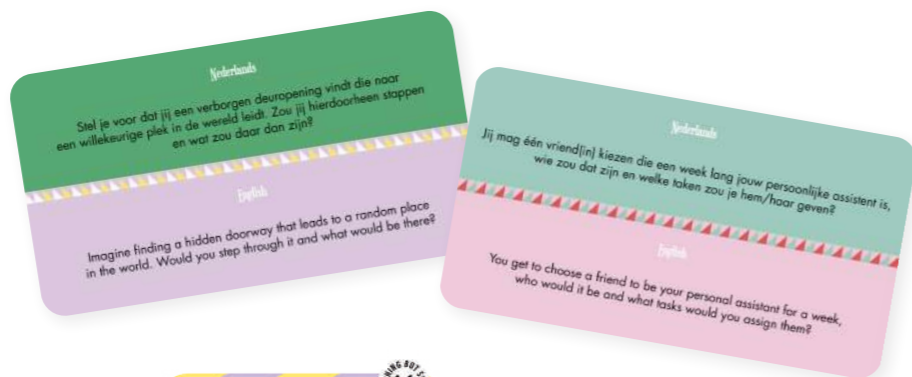 Nederlands
Stel je voor dat jij een verborgen deuropening vindt die naar
een willekeurige plek in de wereld leidt. Zou jij hierdoorheen stappen
en wat zou daar dan zijn?
English
Imagine finding a hidden doorway that leads to a random place
in the world. Would you step through it and what would be there?
Nederlands
Jij mag één vriend(in) kiezen die een week lang jouw persoonlijke assistent is,
wie zou dat zijn en welke taken zou je hem/haar geven?
English
You get to choose a friend to be your personal assistant for a week,
who would it be and what tasks would you assign them?
BUT